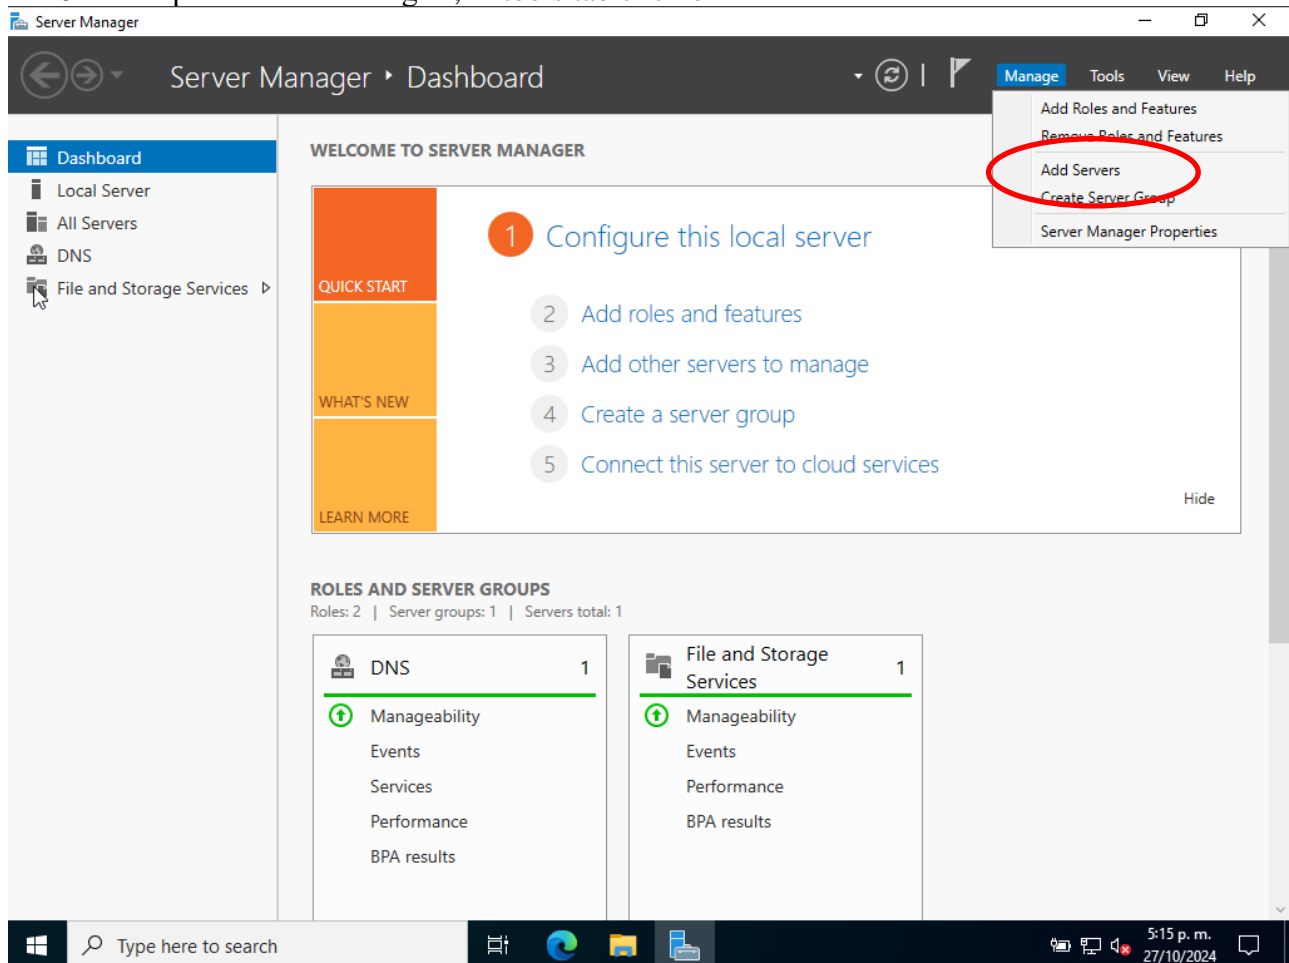 Server Manager
Server Manager • Dashboard
Manage Tools View Help
Add Roles and Features
Remove Roles and Features
Add Servers
Create Server Group
Server Manager Properties
Dashboard
Local Server
All Servers
DNS
File and Storage Services
WELCOME TO SERVER MANAGER
QUICK START
WHAT'S NEW
LEARN MORE
1 Configure this local server
2 Add roles and features
3 Add other servers to manage
4 Create a server group
5 Connect this server to cloud services
Hide
ROLES AND SERVER GROUPS
Roles: 2 | Server groups: 1 | Servers total: 1
DNS 1
Manageability
Events
Services
Performance
BPA results
File and Storage
Services 1
Manageability
Events
Performance
BPA results
Type here to search
5:15 p. m.
27/10/2024